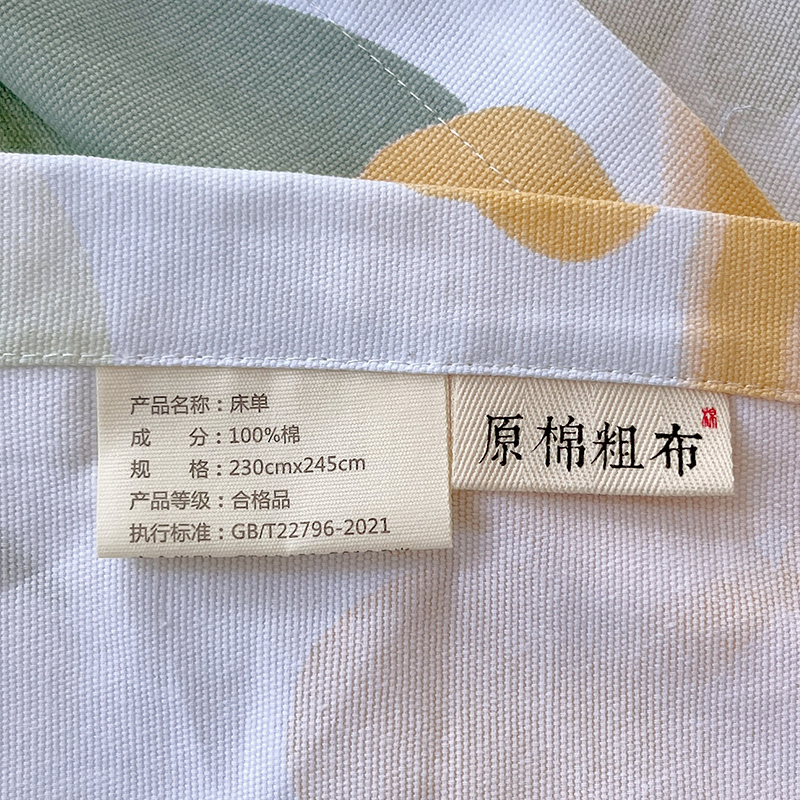 产品名称：床单
成　　分：100%棉
规　　格：230cmx245cm
产品等级：合格品
执行标准：GB/T22796-2021
原棉粗布